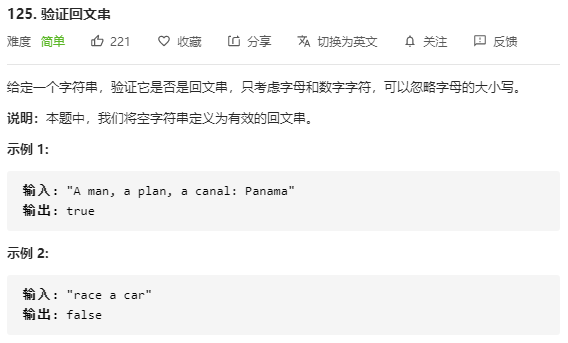 125. 验证回文串
难度 简单 221 收藏 分享 切换为英文 关注 反馈
给定一个字符串，验证它是否是回文串，只考虑字母和数字字符，可以忽略字母的大小写。
说明：本题中，我们将空字符串定义为有效的回文串。
示例 1:
输入: "A man, a plan, a canal: Panama"
输出: true
示例 2:
输入: "race a car"
输出: false